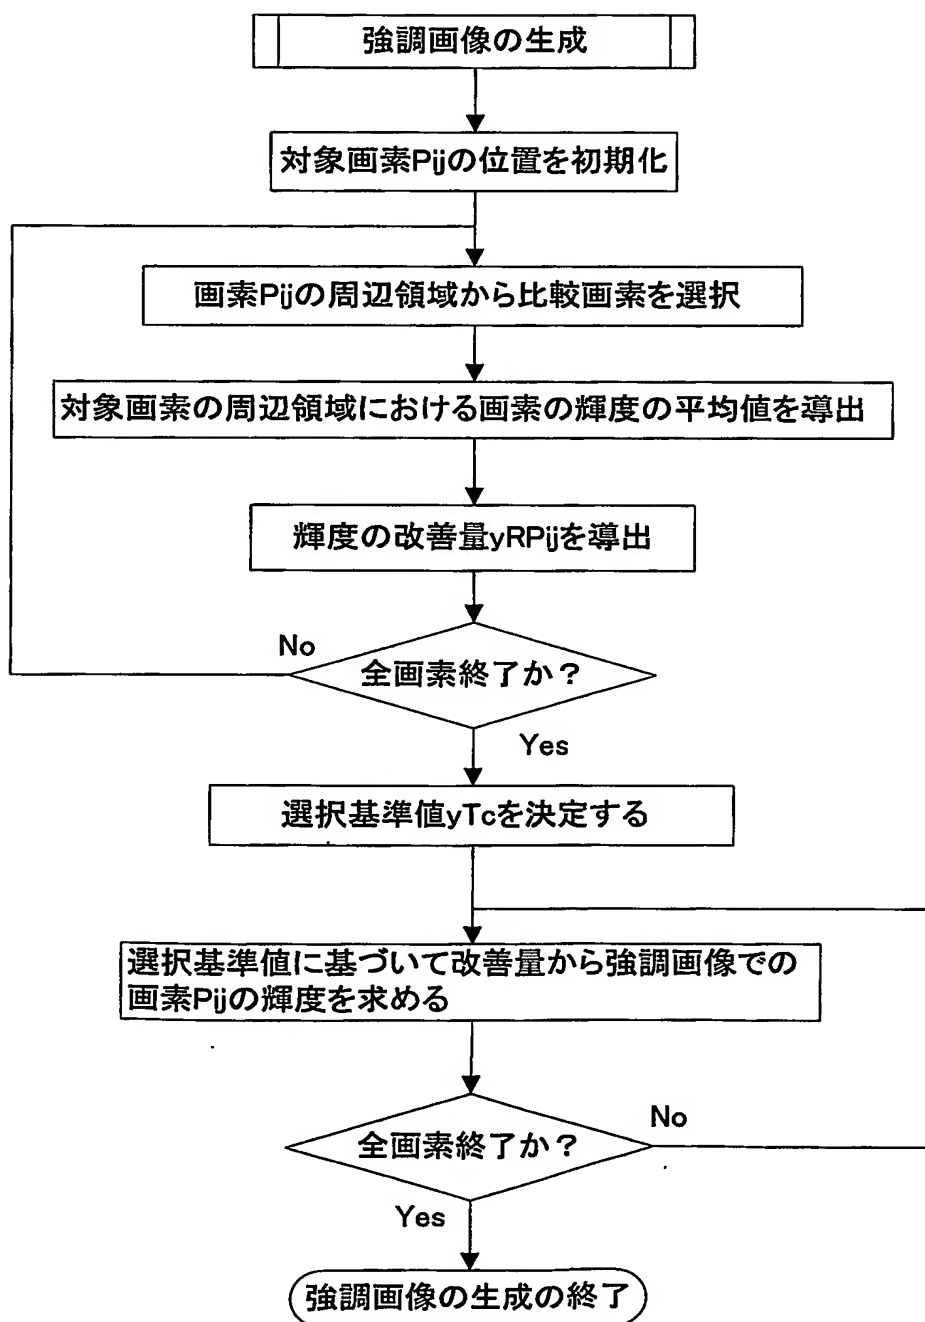 強調画像の生成
対象画素Pijの位置を初期化
画素Pijの周辺領域から比較画素を選択
対象画素の周辺領域における画素の輝度の平均値を導出
輝度の改善量yRPijを導出
No
全画素終了か？
Yes
選択基準値yTcを決定する
選択基準値に基づいて改善量から強調画像での
画素Pijの輝度を求める
No
全画素終了か？
Yes
強調画像の生成の終了